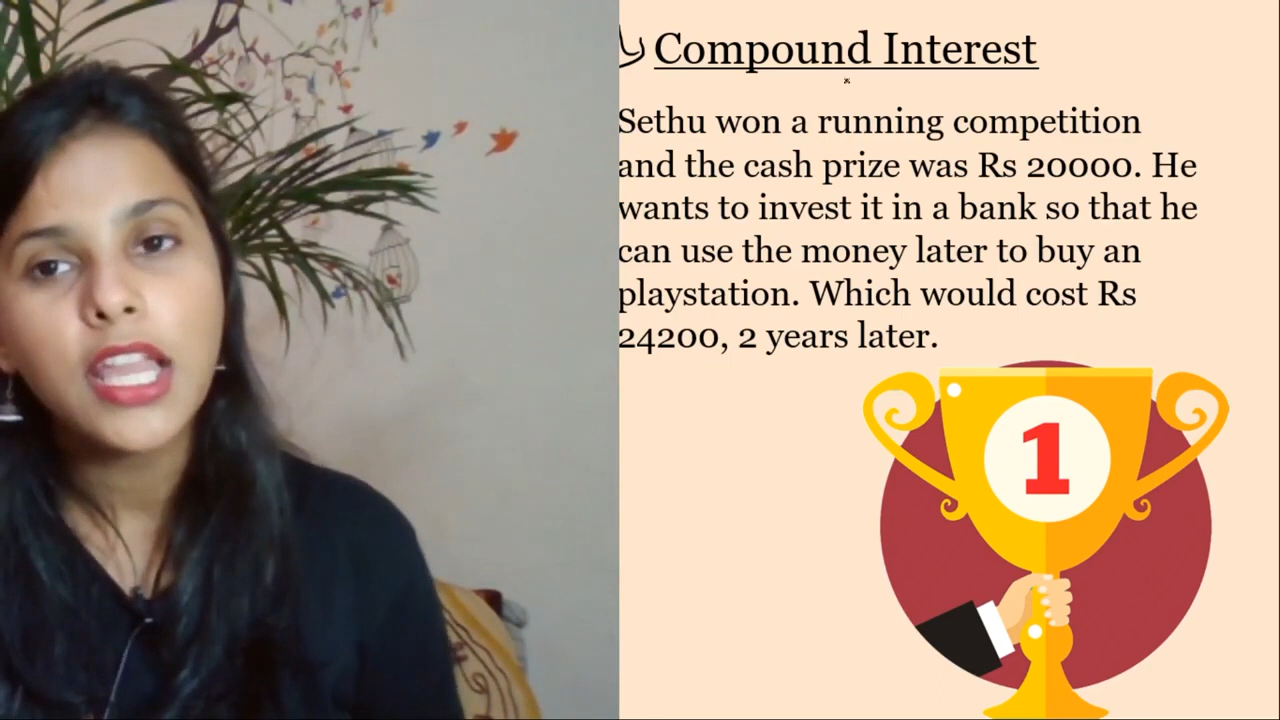 Compound Interest
Sethu won a running competition
and the cash prize was Rs 20000. He
wants to invest it in a bank so that he
can use the money later to buy an
playstation. Which would cost Rs
24200, 2 years later.
1